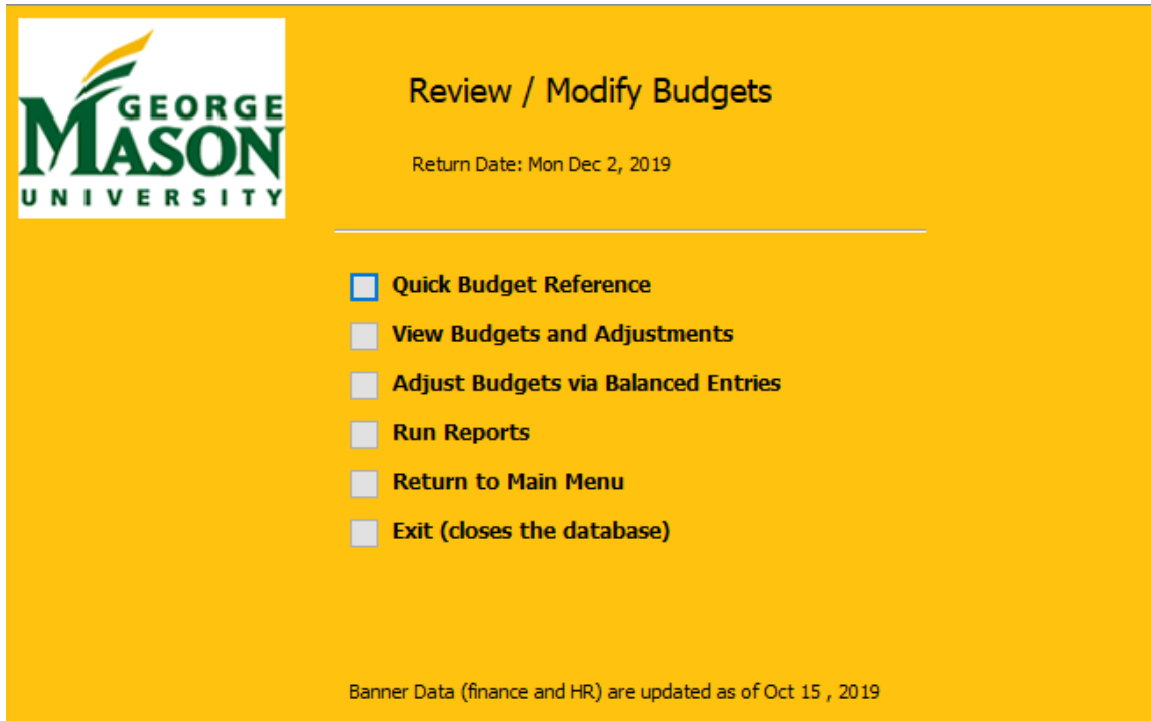 GEORGE
MASON
UNIVERSITY
Review / Modify Budgets
Return Date: Mon Dec 2, 2019
Quick Budget Reference
View Budgets and Adjustments
Adjust Budgets via Balanced Entries
Run Reports
Return to Main Menu
Exit (closes the database)
Banner Data (finance and HR) are updated as of Oct 15 , 2019